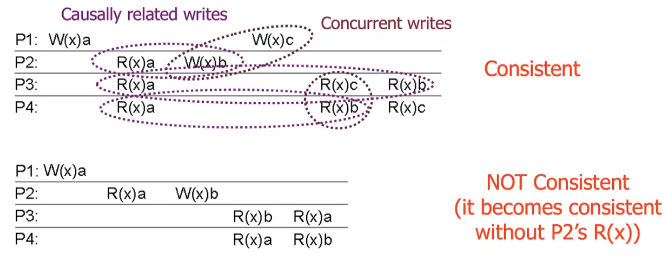 Causally related writes
Concurrent writes
P1: W(x)a W(x)c
P2: R(x)a W(x)b
P3: R(x)a R(x)c R(x)b
P4: R(x)a R(x)b R(x)c
Consistent
P1: W(x)a
P2: R(x)a W(x)b
P3: R(x)b R(x)a
P4: R(x)a R(x)b
NOT Consistent
(it becomes consistent
without P2's R(x))